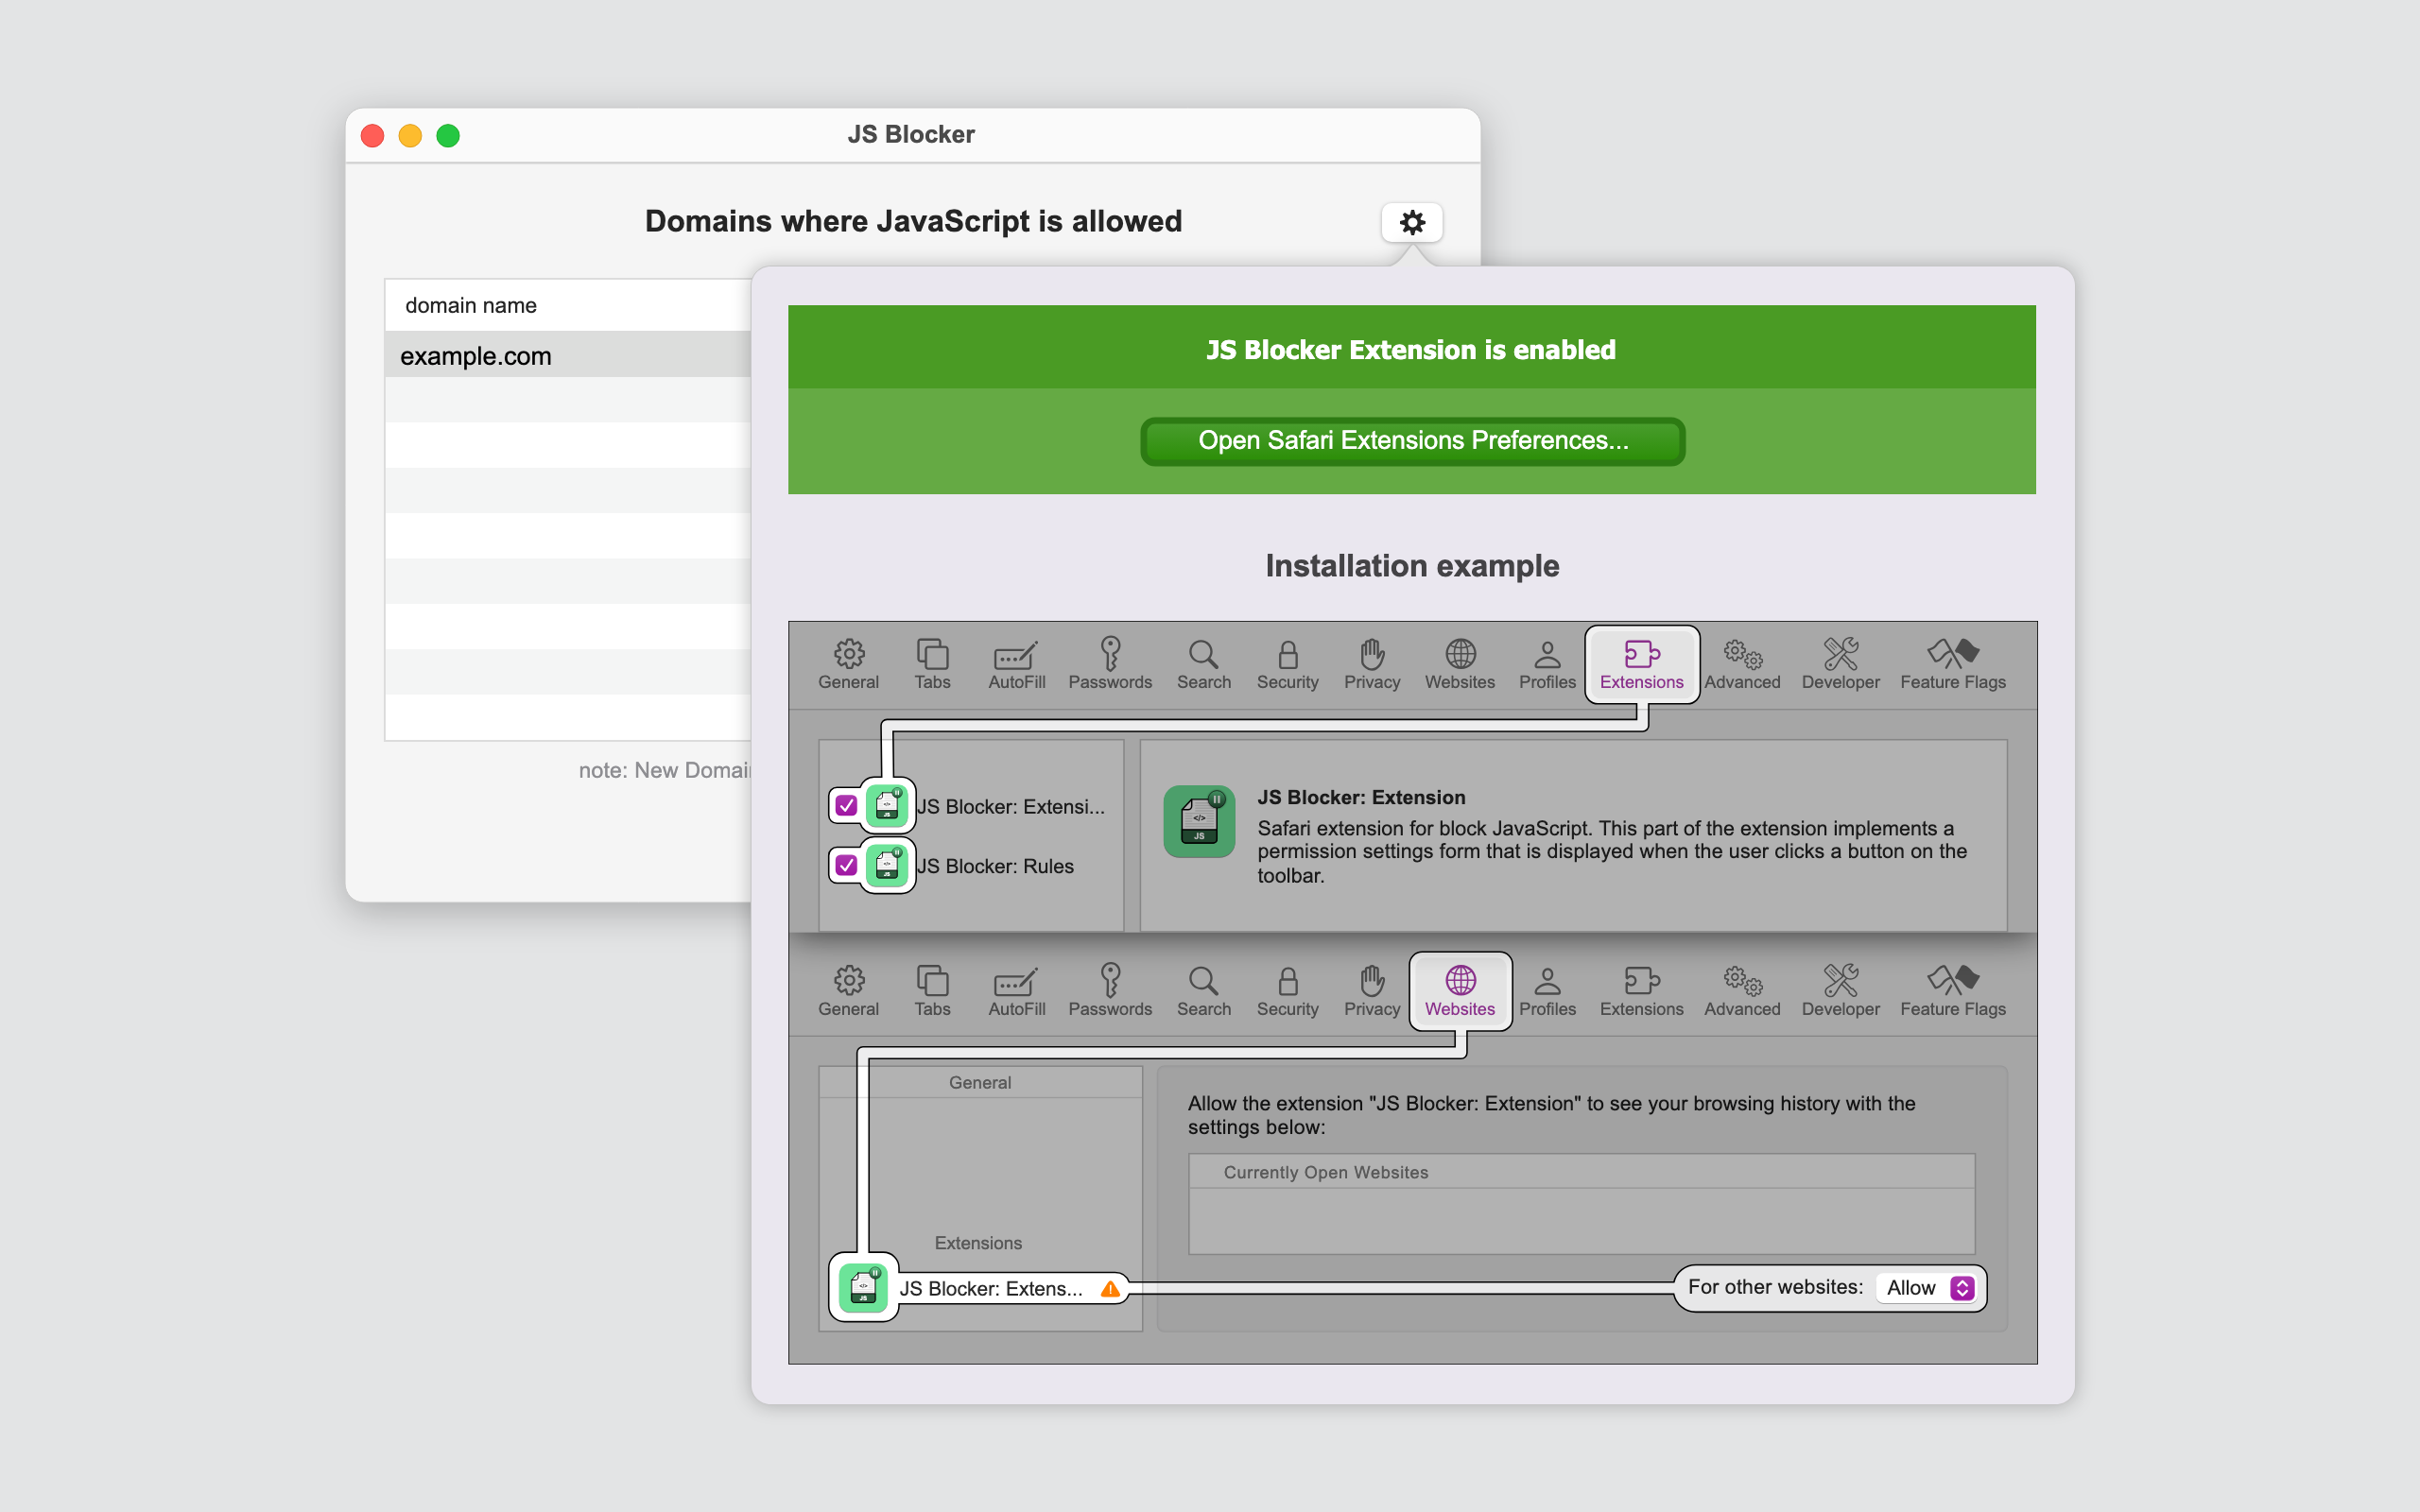 JS Blocker
Domains where JavaScript is allowed
domain name
example.com
note: New Domai
JS Blocker Extension is enabled
Open Safari Extensions Preferences...
Installation example
General Tabs AutoFill Passwords Search Security Privacy Websites Profiles Extensions Advanced Developer Feature Flags
JS Blocker: Extensi...
JS Blocker: Rules
JS Blocker: Extension
Safari extension for block JavaScript. This part of the extension implements a
permission settings form that is displayed when the user clicks a button on the
toolbar.
General Tabs AutoFill Passwords Search Security Privacy Websites Profiles Extensions Advanced Developer Feature Flags
General
Extensions
JS Blocker: Extens...
Allow the extension "JS Blocker: Extension" to see your browsing history with the
settings below:
Currently Open Websites
For other websites: Allow